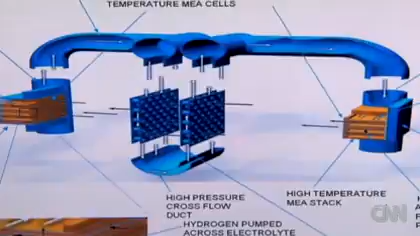 TEMPERATURE MEA CELLS
HIGH PRESSURE
CROSS FLOW
DUCT
HYDROGEN PUMPED
ACROSS ELECTROLYTE
HIGH TEMPERATURE
MEA STACK
CNN